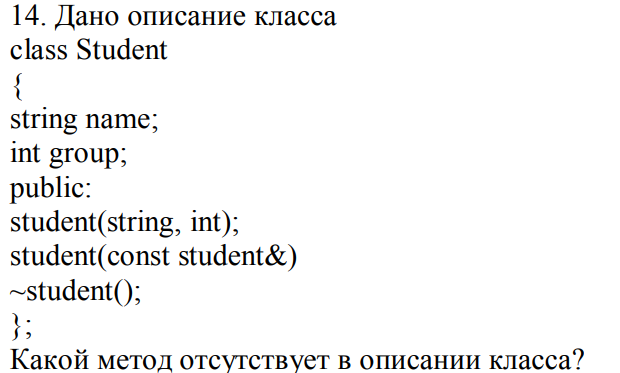 14. Дано описание класса
class Student
{
string name;
int group;
public:
student(string, int);
student(const student&)
~student();
};
Какой метод отсутствует в описании класса?